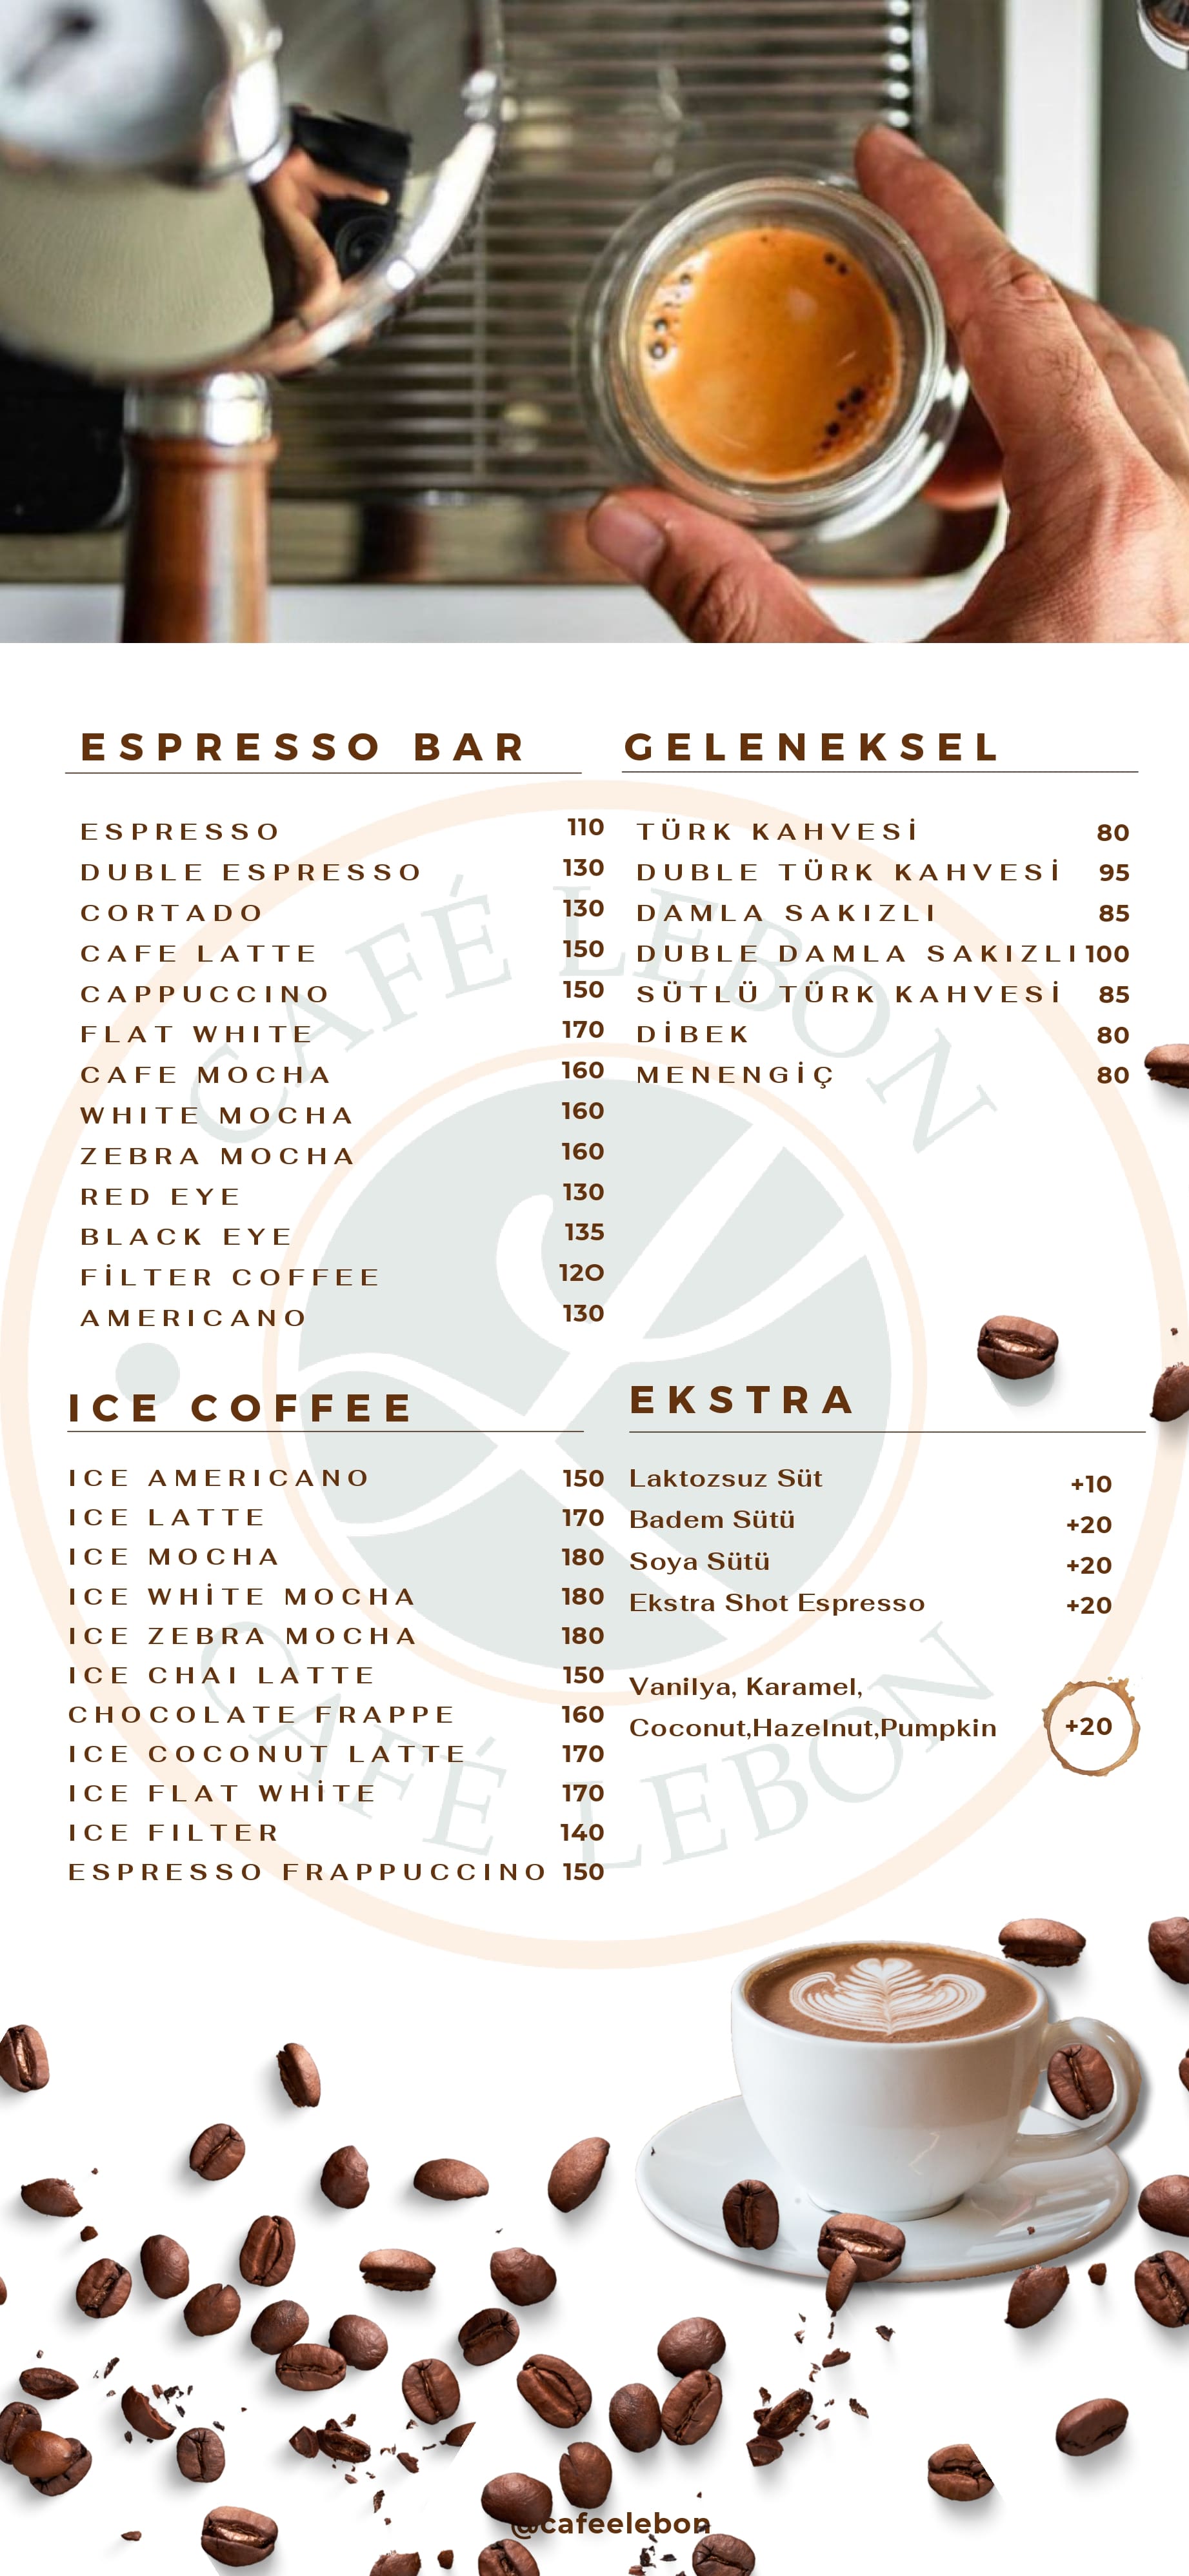 ESPRESSO BAR
ESPRESSO 110
DUBLE ESPRESSO 130
CORTADO 130
CAFE LATTE 150
CAPPUCCINO 150
FLAT WHITE 170
CAFE MOCHA 160
WHITE MOCHA 160
ZEBRA MOCHA 160
RED EYE 130
BLACK EYE 135
FİLTER COFFEE 12O
AMERICANO 130
GELENEKSEL
TÜRK KAHVESİ 80
DUBLE TÜRK KAHVESİ 95
DAMLA SAKIZLI 85
DUBLE DAMLA SAKIZLI 100
SÜTLÜ TÜRK KAHVESİ 85
DİBEK 80
MENENGİÇ 80
ICE COFFEE
ICE AMERICANO 150
ICE LATTE 170
ICE MOCHA 180
ICE WHİTE MOCHA 180
ICE ZEBRA MOCHA 180
ICE CHAI LATTE 150
CHOCOLATE FRAPPE 160
ICE COCONUT LATTE 170
ICE FLAT WHİTE 170
ICE FILTER 140
ESPRESSO FRAPPUCCINO 150
EKSTRA
Laktozsuz Süt +10
Badem Sütü +20
Soya Sütü +20
Ekstra Shot Espresso +20
Vanilya, Karamel,
Coconut,Hazelnut,Pumpkin +20
CAFÉ LEBON
CAFÉ LEBON
@cafeelebon